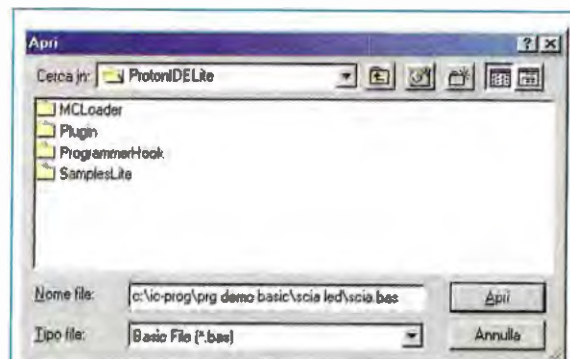 Apri
Cerca in: ProtonIDELite
MCLoader
Plugin
ProgrammerHook
SamplesLite
Nome file: c:\ic-prog\prg demo basic\scia led\scia.bas Apri
Tipo file: Basic File (*.bas) Annulla